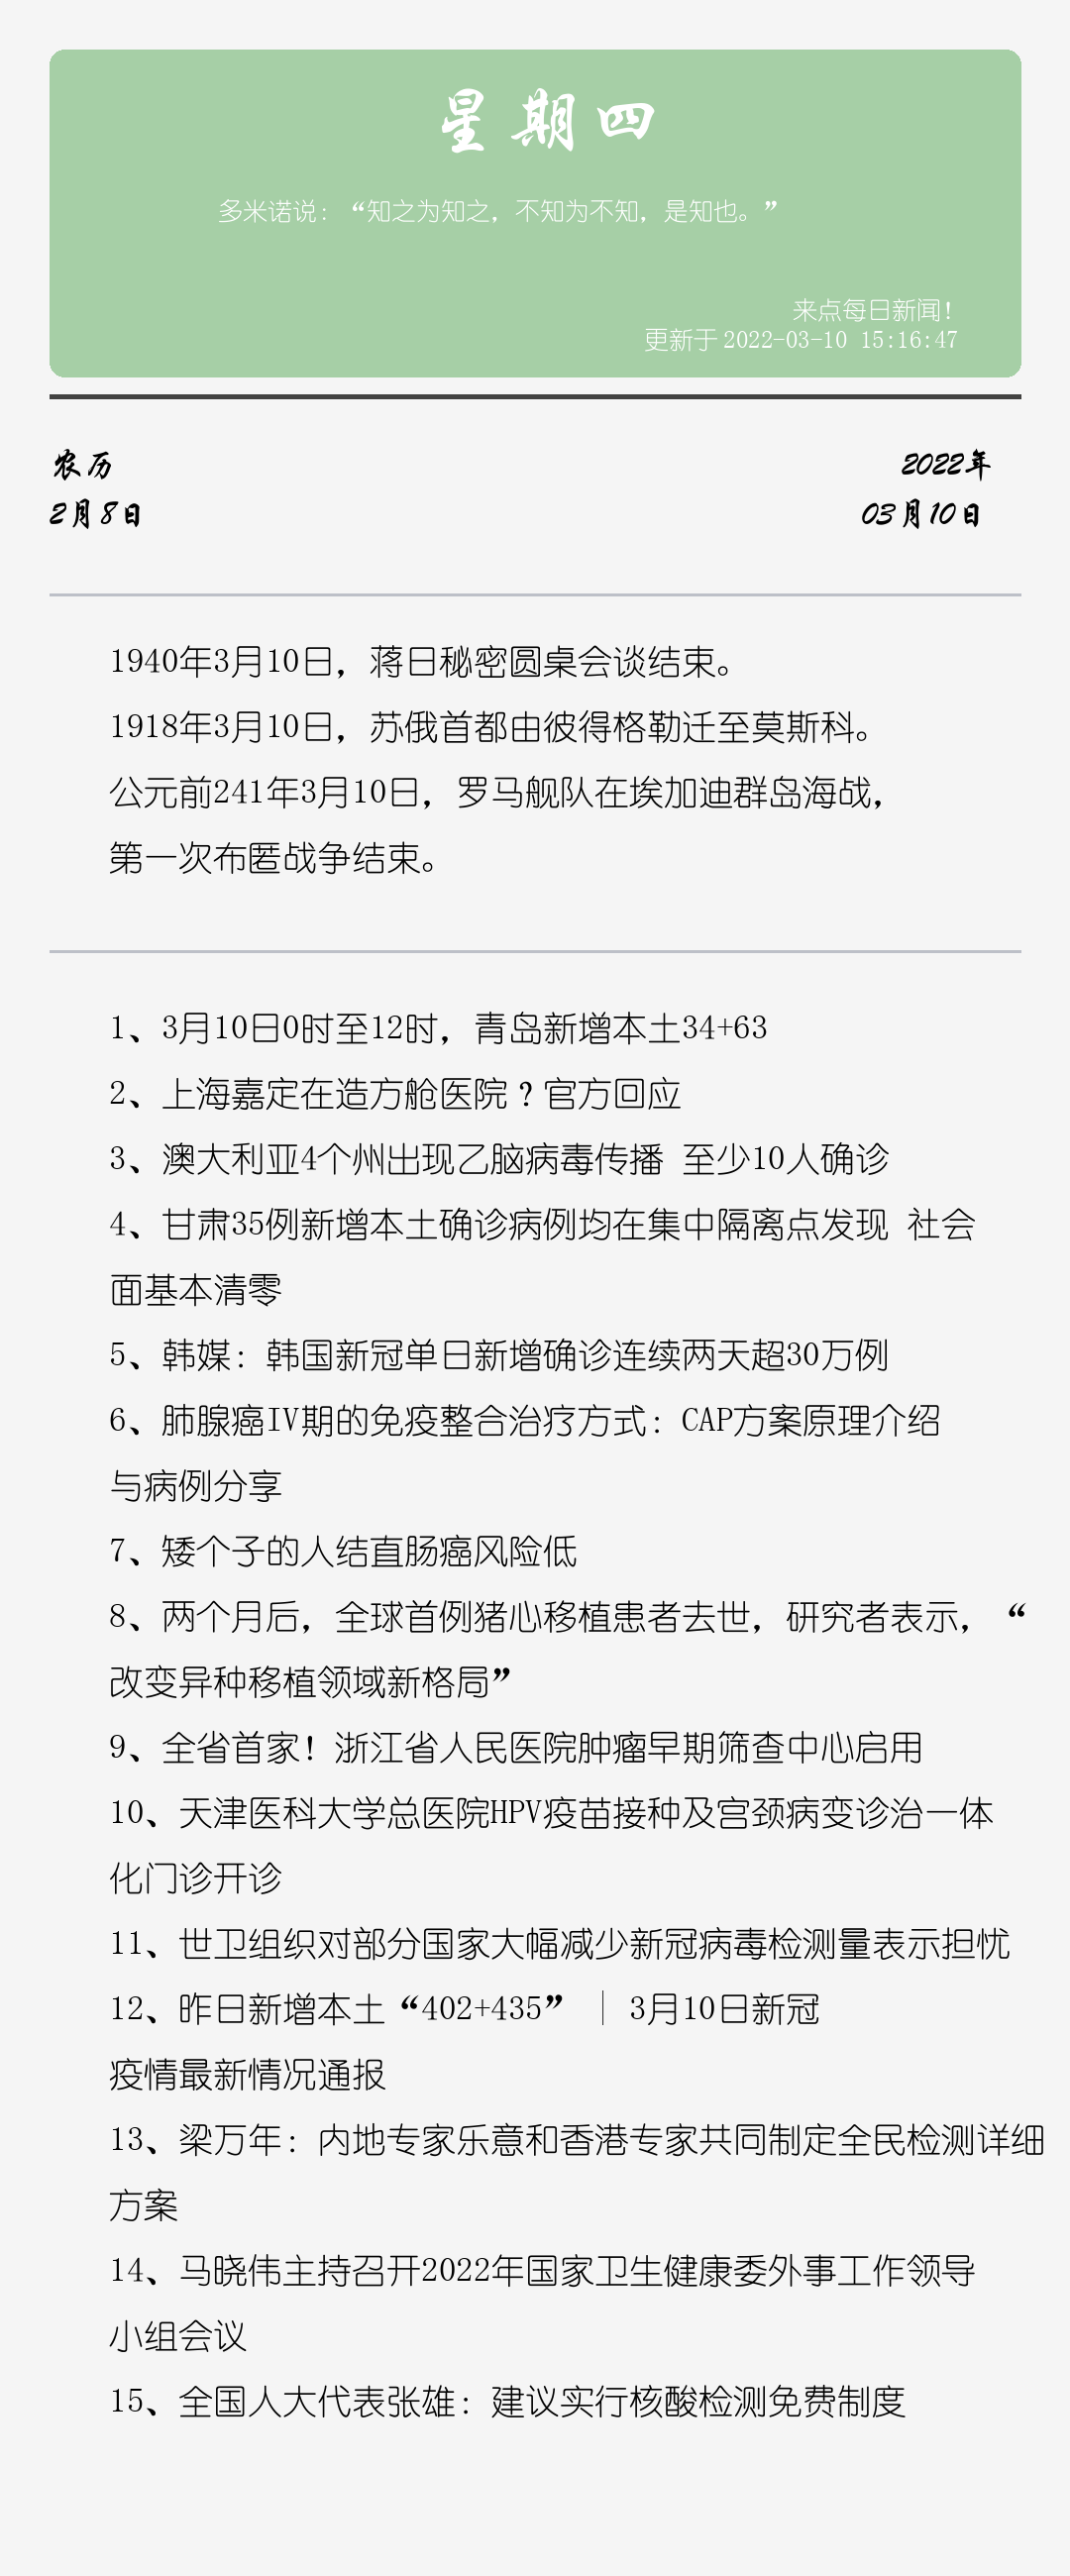 星期四
多米诺说：“知之为知之，不知为不知，是知也。”
来点每日新闻！
更新于 2022-03-10 15:16:47
农历
2月8日
2022年
03月10日
1940年3月10日，蒋日秘密圆桌会谈结束。
1918年3月10日，苏俄首都由彼得格勒迁至莫斯科。
公元前241年3月10日，罗马舰队在埃加迪群岛海战，
第一次布匿战争结束。
1、3月10日0时至12时，青岛新增本土34+63
2、上海嘉定在造方舱医院？官方回应
3、澳大利亚4个州出现乙脑病毒传播 至少10人确诊
4、甘肃35例新增本土确诊病例均在集中隔离点发现 社会
面基本清零
5、韩媒：韩国新冠单日新增确诊连续两天超30万例
6、肺腺癌IV期的免疫整合治疗方式：CAP方案原理介绍
与病例分享
7、矮个子的人结直肠癌风险低
8、两个月后，全球首例猪心移植患者去世，研究者表示，“
改变异种移植领域新格局”
9、全省首家！浙江省人民医院肿瘤早期筛查中心启用
10、天津医科大学总医院HPV疫苗接种及宫颈病变诊治一体
化门诊开诊
11、世卫组织对部分国家大幅减少新冠病毒检测量表示担忧
12、昨日新增本土“402+435” ｜ 3月10日新冠
疫情最新情况通报
13、梁万年：内地专家乐意和香港专家共同制定全民检测详细
方案
14、马晓伟主持召开2022年国家卫生健康委外事工作领导
小组会议
15、全国人大代表张雄：建议实行核酸检测免费制度